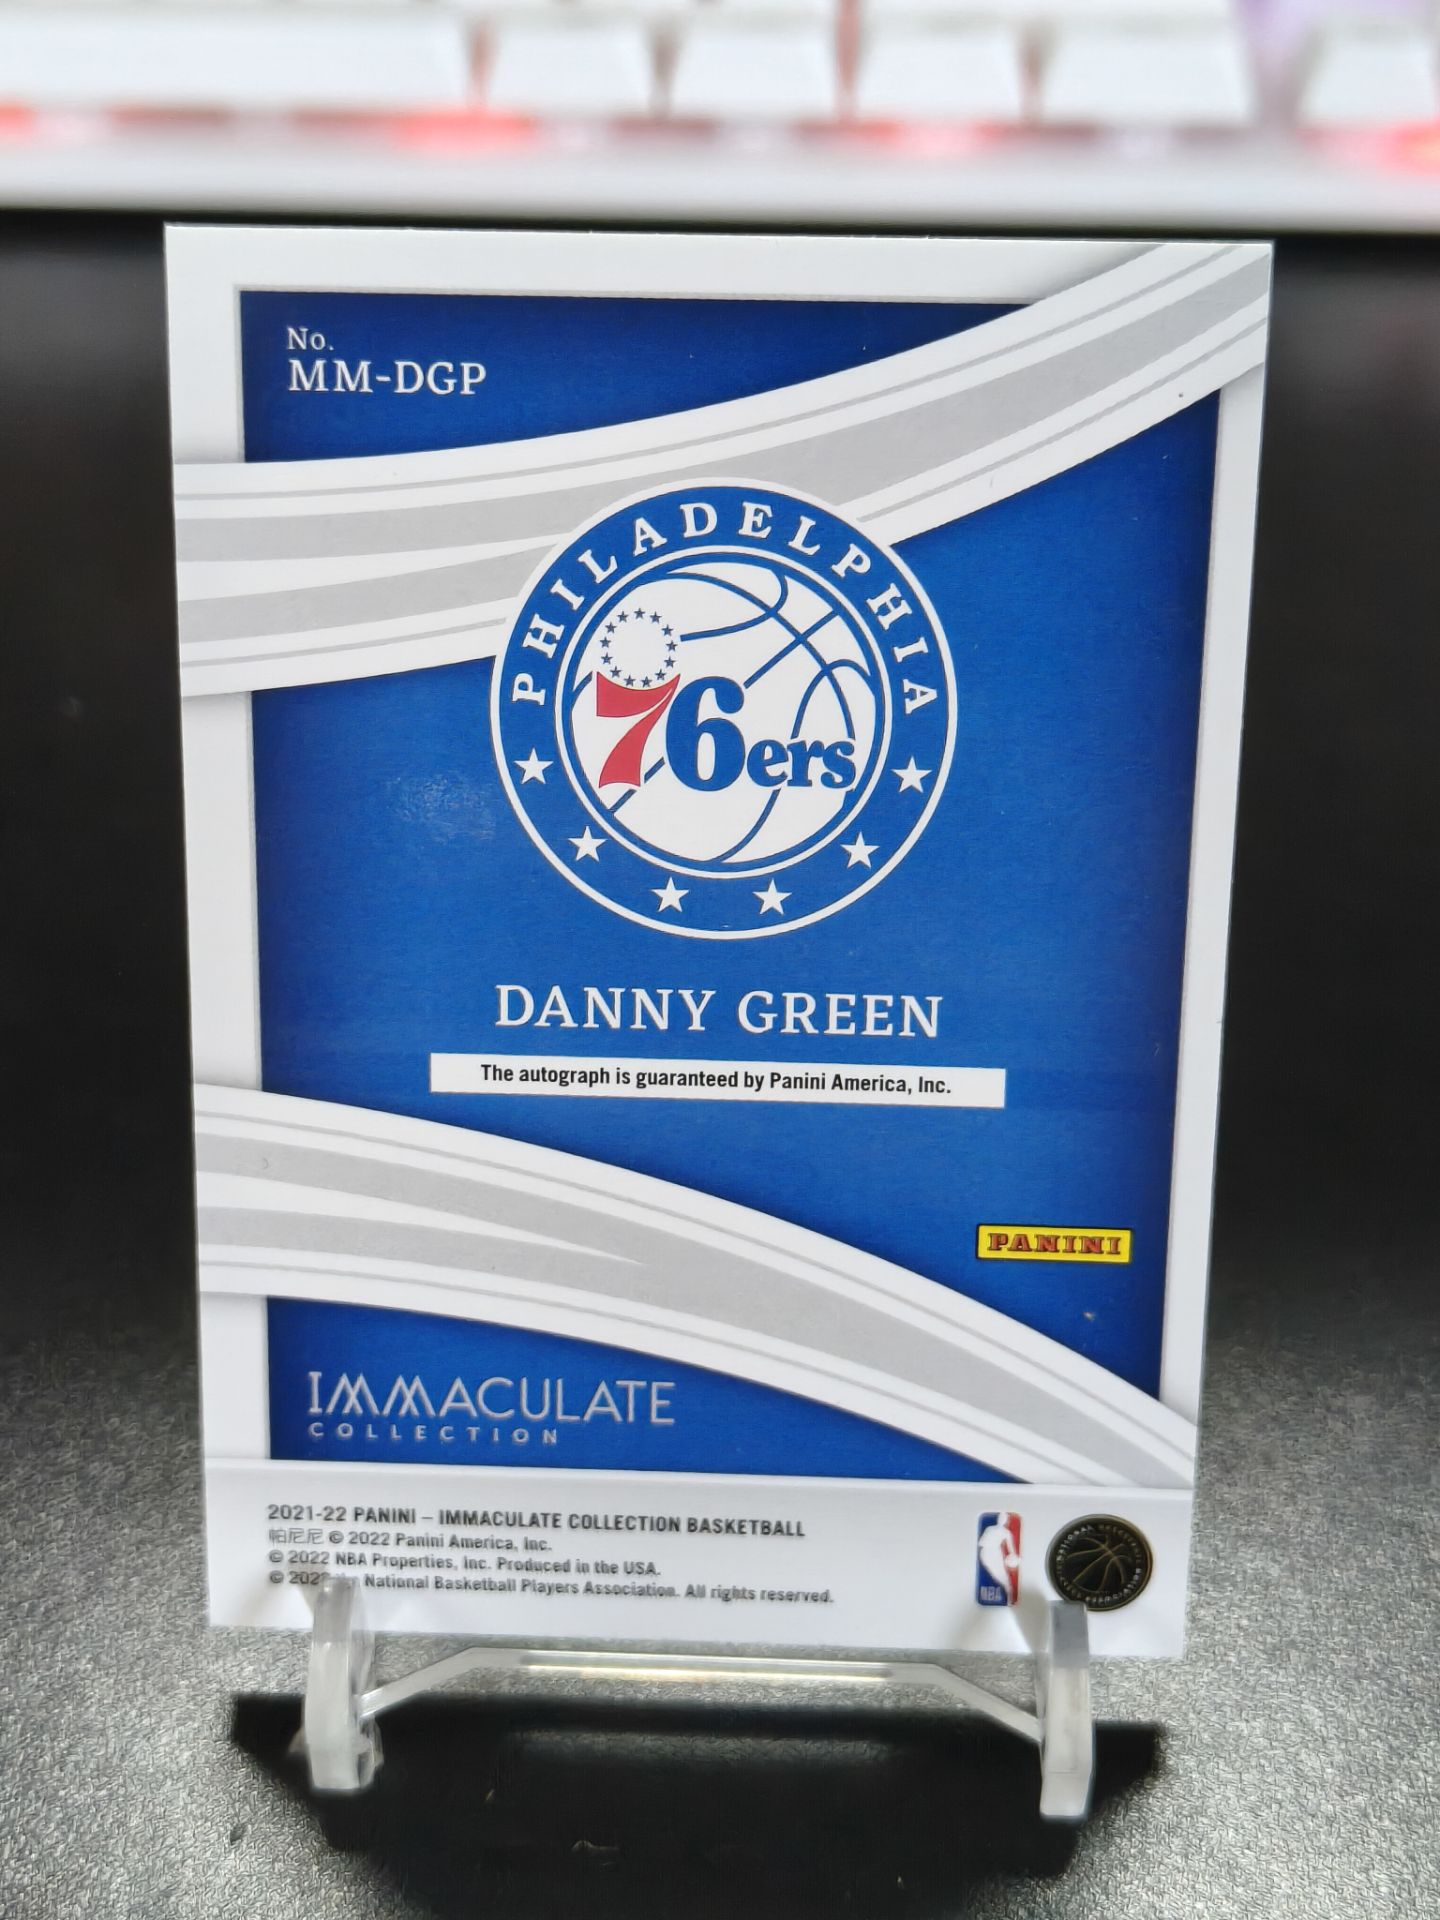 No.
MM-DGP
PHILADELPHIA
76ers
DANNY GREEN
The autograph is guaranteed by Panini America, Inc.
PANINI
IMMACULATE
COLLECTION
2021-22 PANINI – IMMACULATE COLLECTION BASKETBALL
帕尼尼 © 2022 Panini America, Inc.
© 2022 NBA Properties, Inc. Produced in the USA.
© National Basketball Players Association. All rights reserved.
NBA